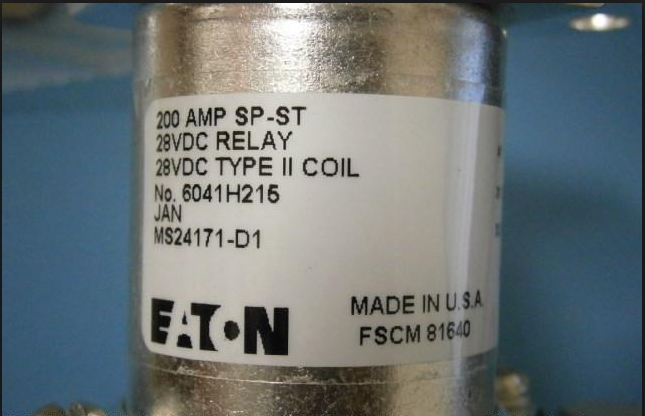 200 AMP SP-ST
28VDC RELAY
28VDC TYPE II COIL
No. 6041H215
JAN
MS24171-D1
EATON
MADE IN U.S.A.
FSCM 81640